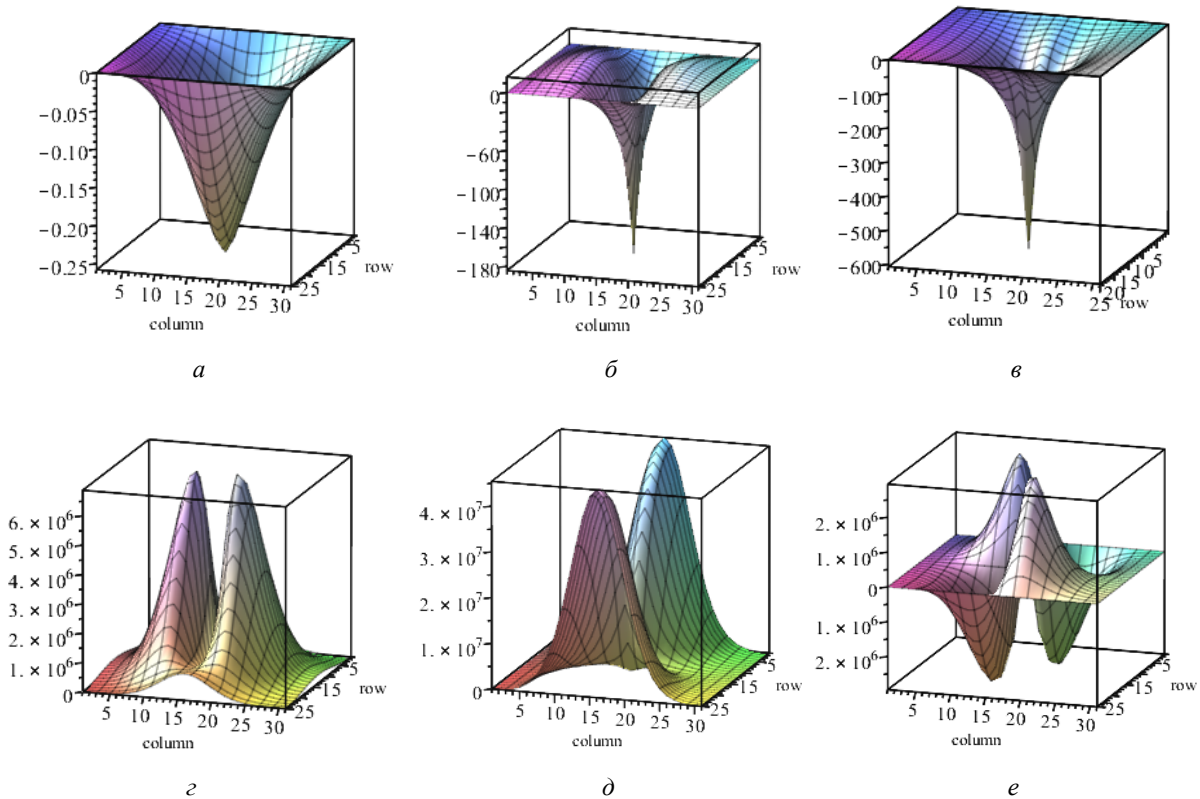 0
−0.05
−0.10
−0.15
−0.20
−0.25
5 10 15 20 25 30
column
25 15 5
row
а
0
−60
−100
−140
−180
5 10 15 20 25 30
column
25 15 5
row
б
0
−100
−200
−300
−400
−500
−600
5 10 15 20 25
column
20 15 10 5
row
в
6. × 10⁶
5. × 10⁶
4. × 10⁶
3. × 10⁶
2. × 10⁶
1. × 10⁶
0
5 10 15 20 25 30
column
25 15 5
row
г
4. × 10⁷
3. × 10⁷
2. × 10⁷
1. × 10⁷
0
5 10 15 20 25 30
column
25 15 5
row
д
2. × 10⁶
1. × 10⁶
0
1. × 10⁶
2. × 10⁶
5 10 15 20 25 30
column
25 15 5
row
е